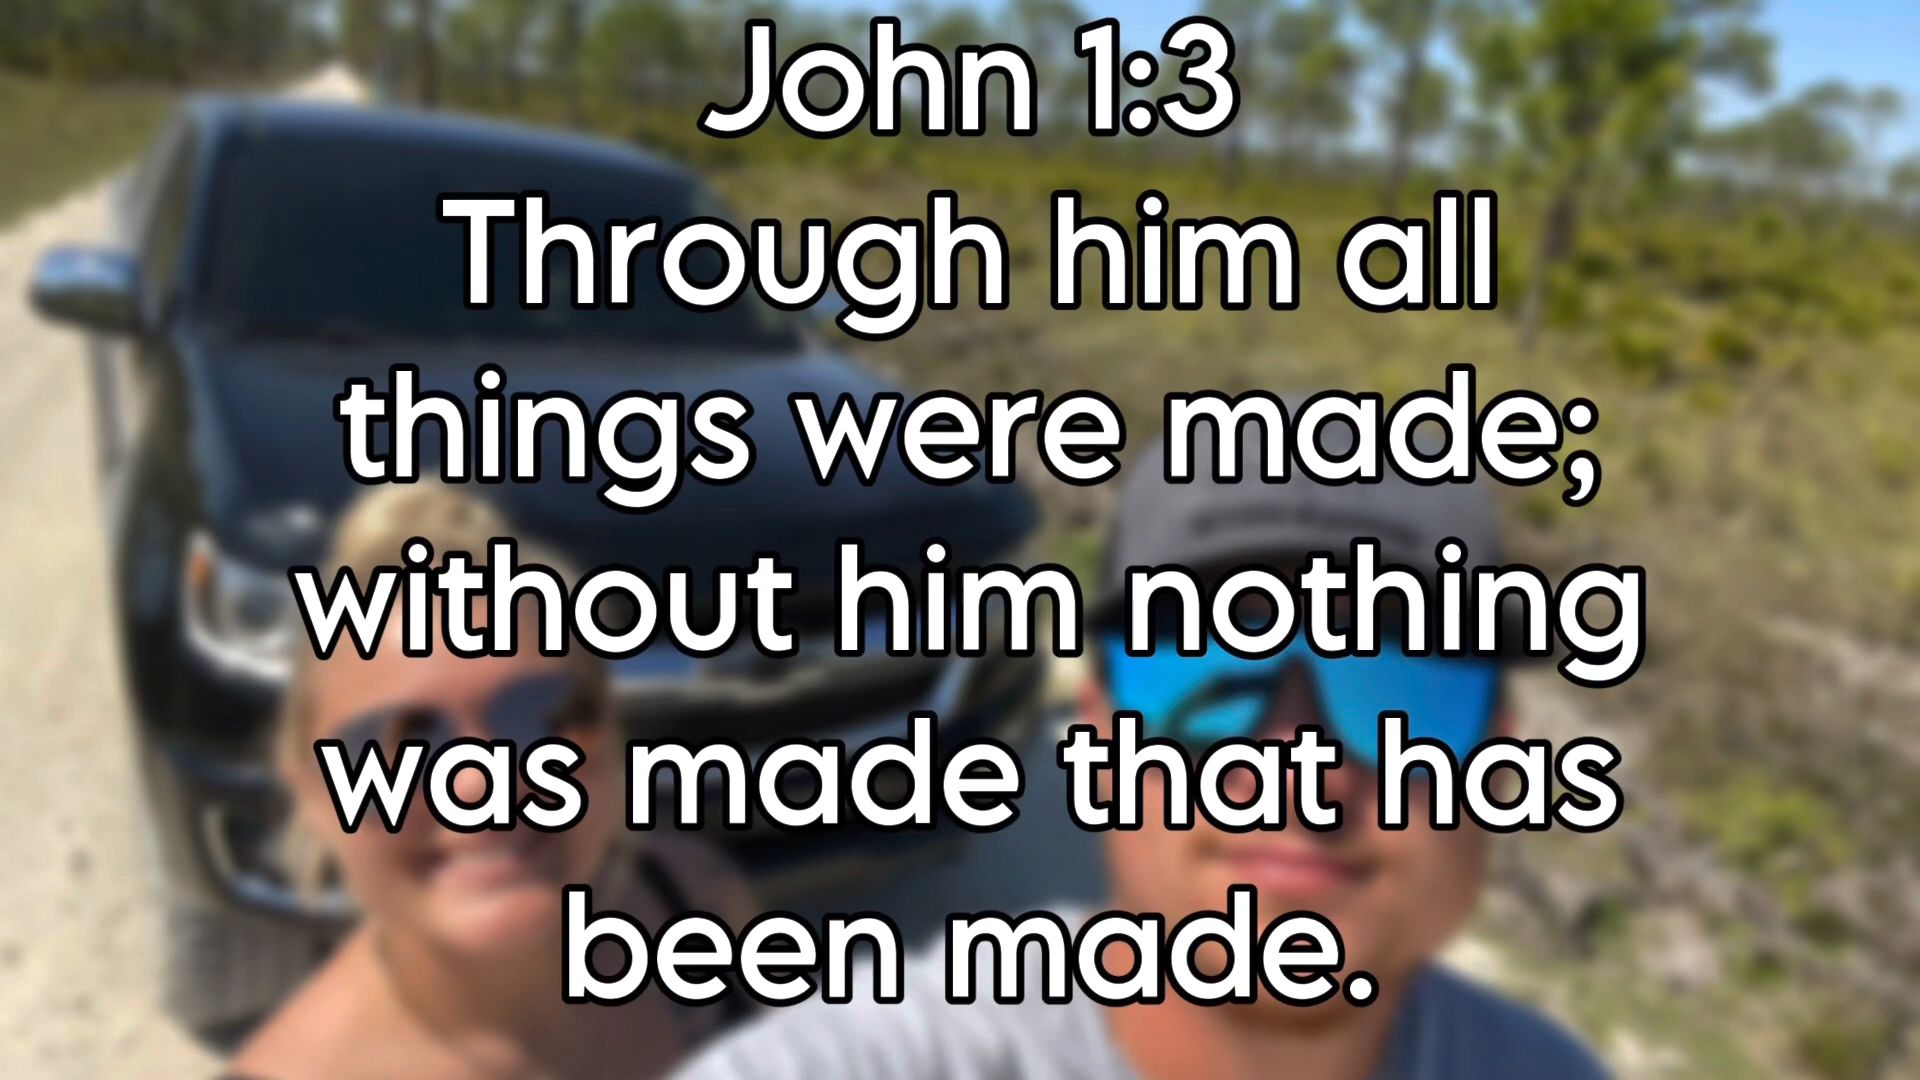 John 1:3
Through him all
things were made;
without him nothing
was made that has
been made.